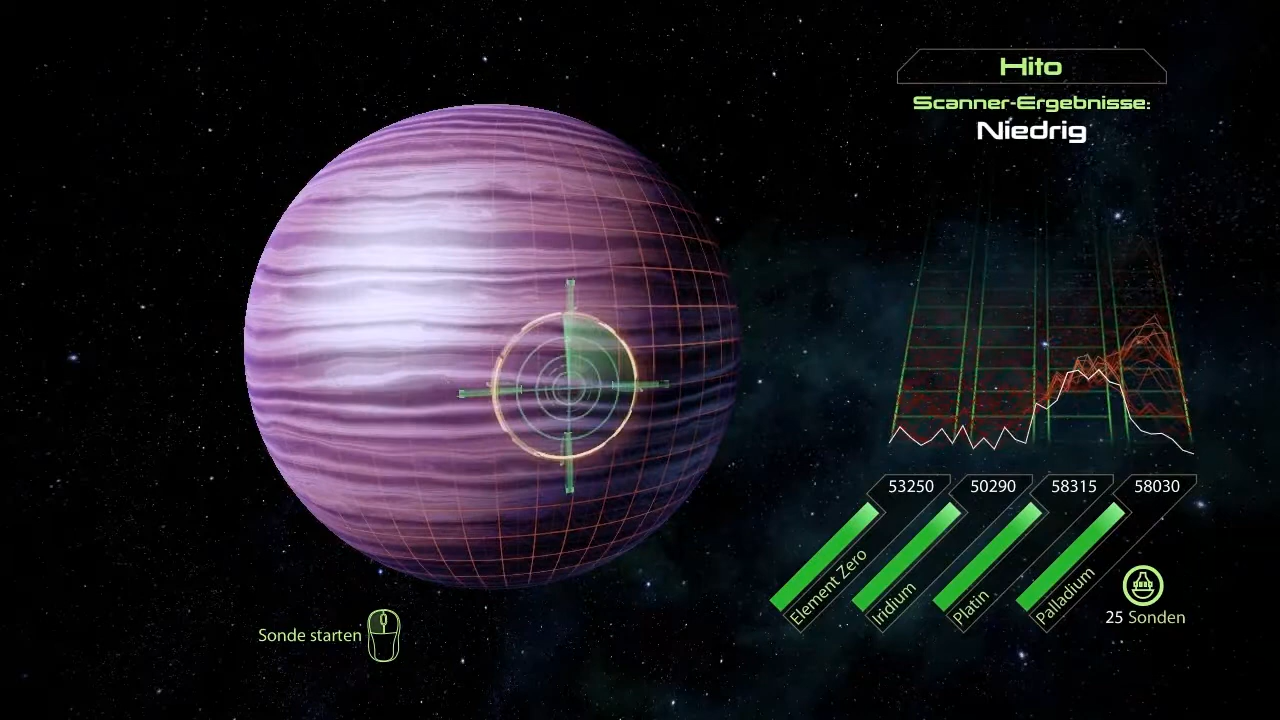 Hito
Scanner-Ergebnisse:
Niedrig
53250
50290
58315
58030
Element Zero
Iridium
Platin
Palladium
25 Sonden
Sonde starten